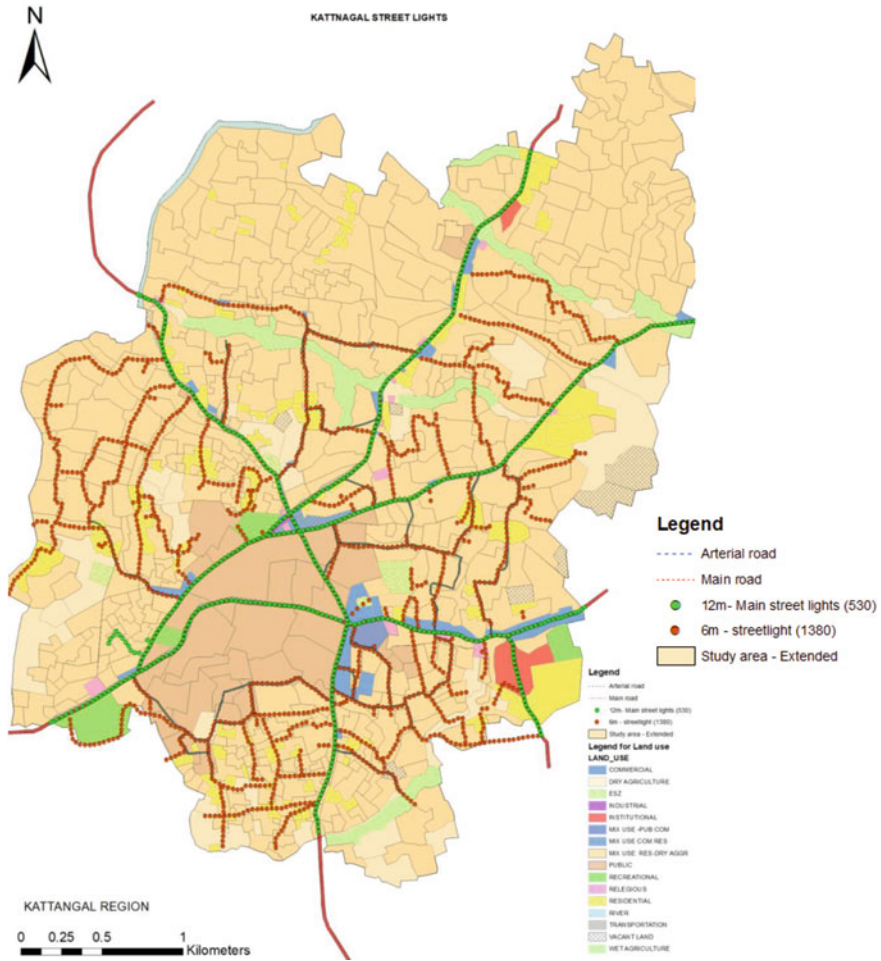 N
KATTNAGAL STREET LIGHTS
Legend
Arterial road
Main road
12m- Main street lights (530)
6m - streetlight (1380)
Study area - Extended
Legend
Arterial road
Main road
12m- Main street lights (530)
6m - streetlight (1380)
Study area - Extended
Legend for Land use
LAND_USE
COMMERCIAL
DRY AGRICULTURE
ESZ
INDUSTRIAL
INSTITUTIONAL
MIX USE -PUB COM
MIX USE COM RES
MIX USE: RES-DRY AGGR
PUBLIC
RECREATIONAL
RELEGIOUS
RESIDENTIAL
RIVER
TRANSPORTATION
VACANT LAND
WET AGRICULTURE
KATTANGAL REGION
0 0.25 0.5 1
Kilometers